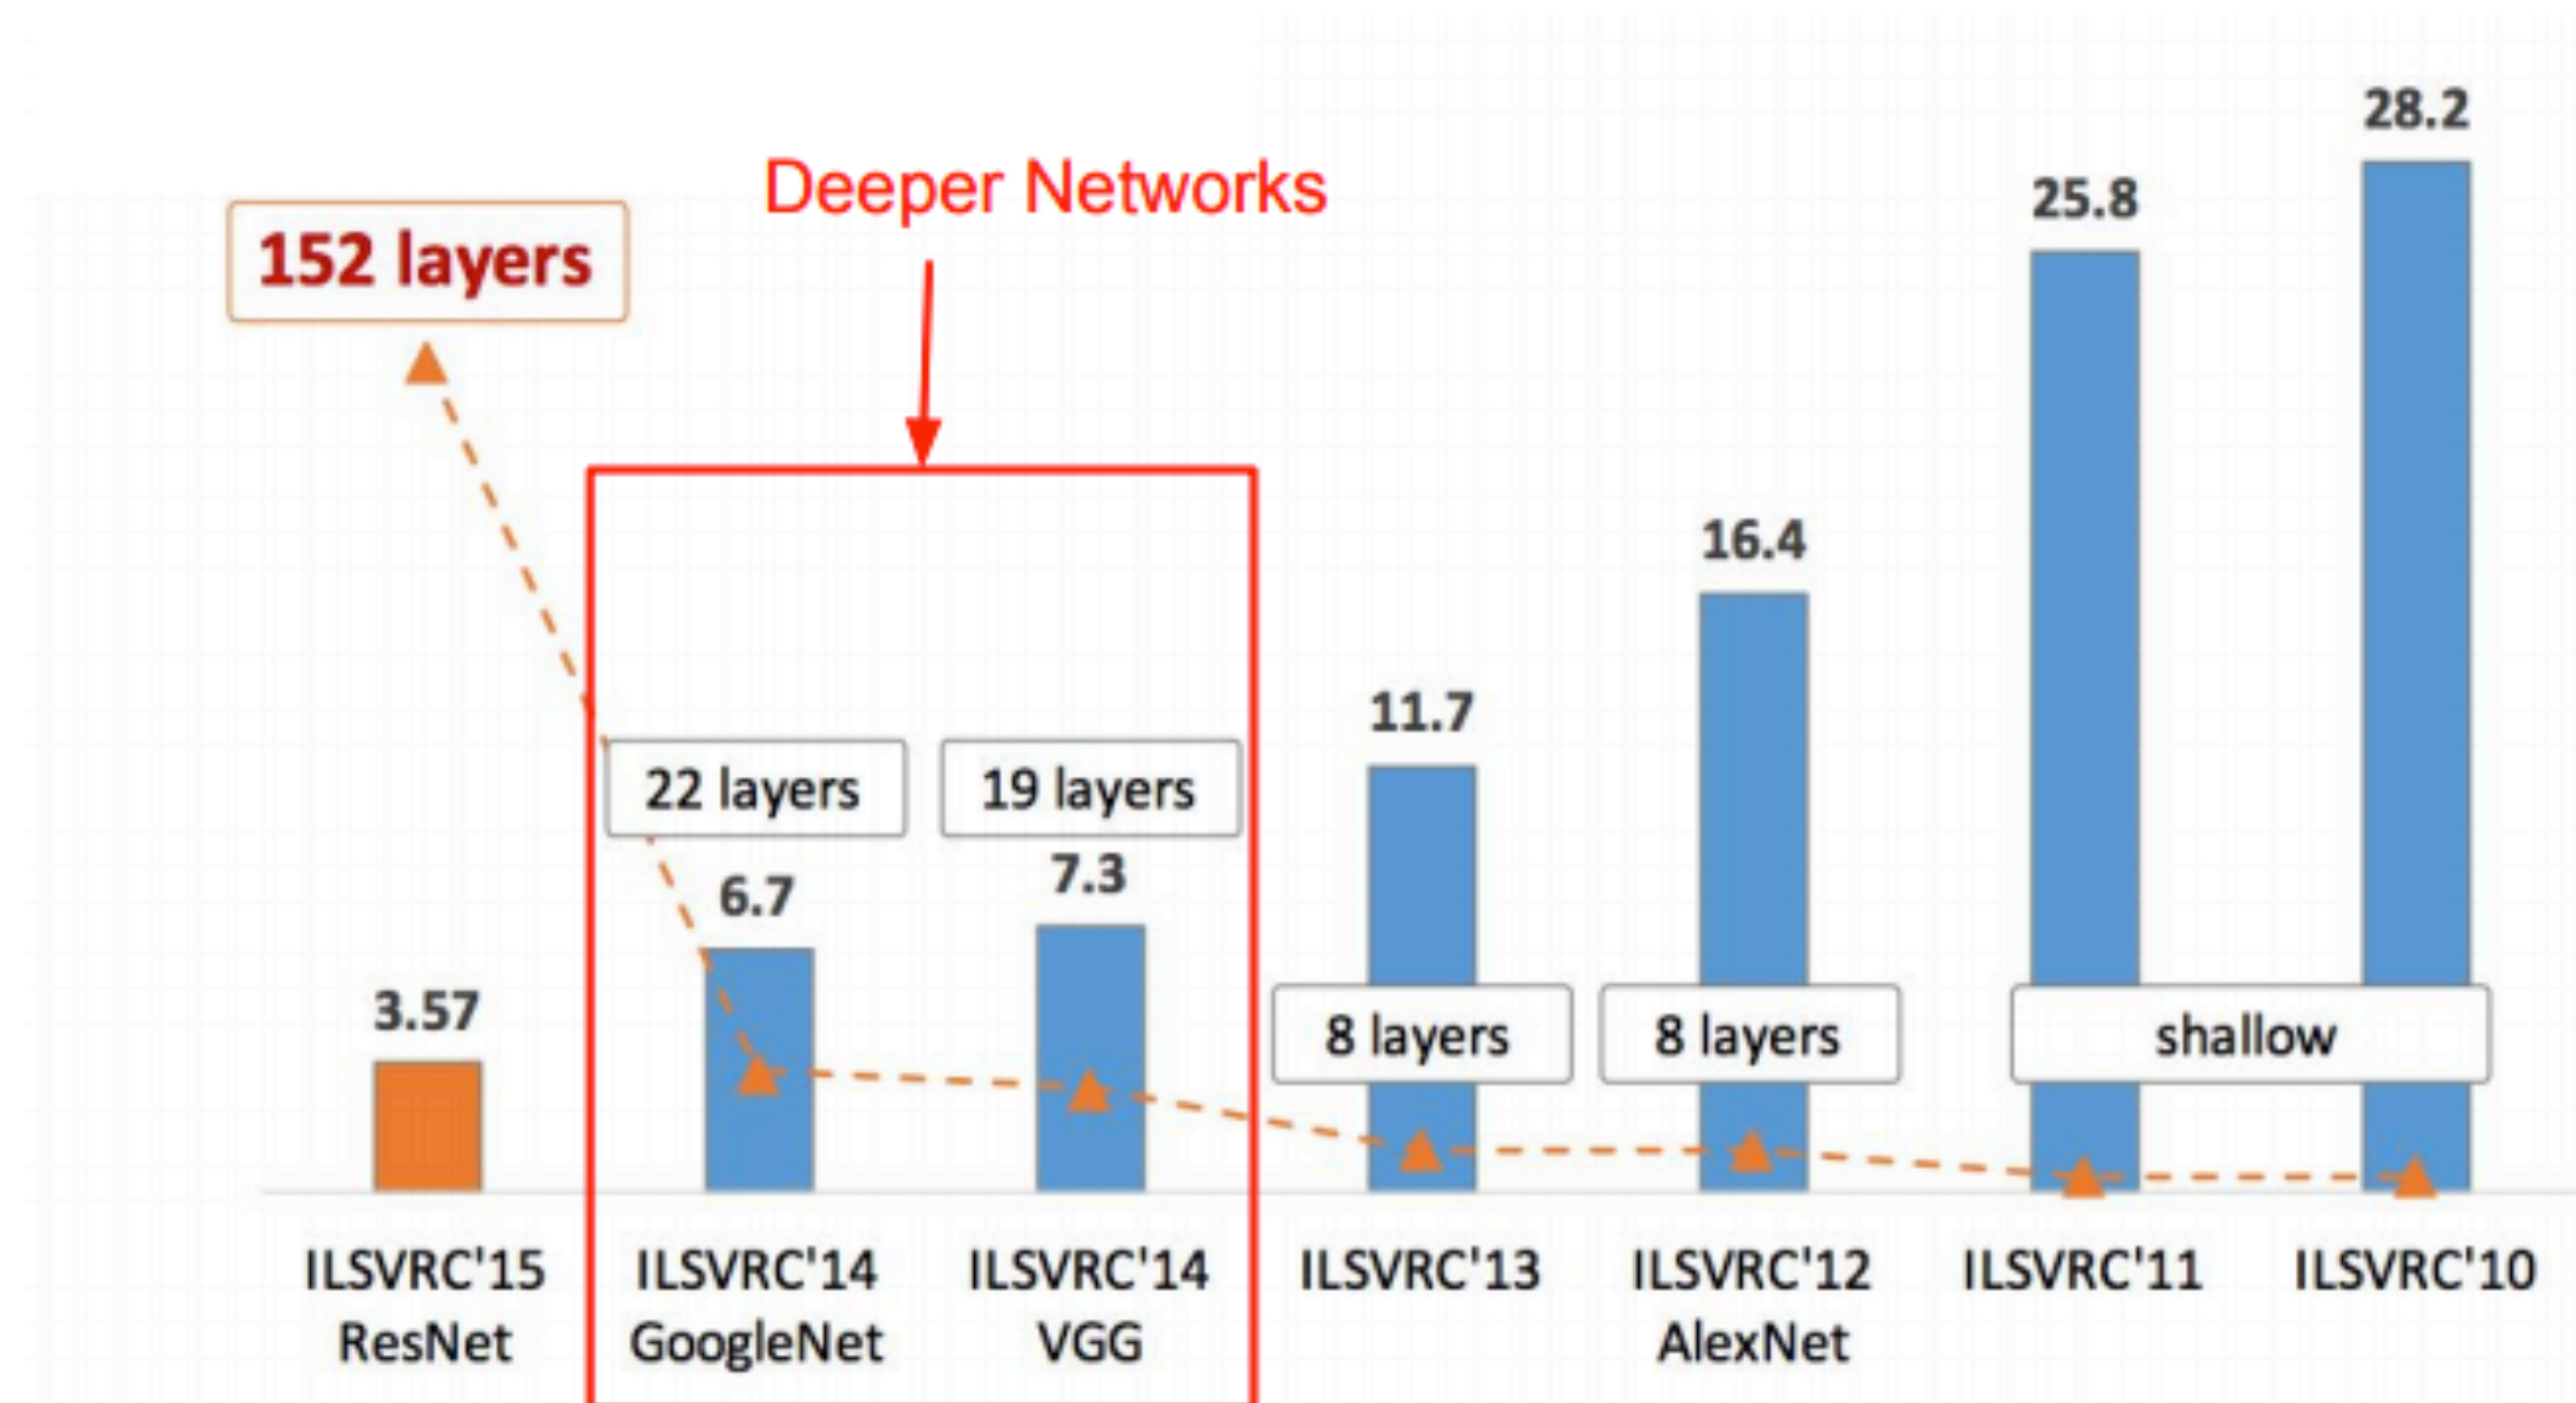 28.2
Deeper Networks
25.8
152 layers
16.4
11.7
22 layers
19 layers
7.3
6.7
3.57
8 layers
8 layers
shallow
ILSVRC'15
ResNet
ILSVRC'14
GoogleNet
ILSVRC'14
VGG
ILSVRC'13
ILSVRC'12
AlexNet
ILSVRC'11
ILSVRC'10